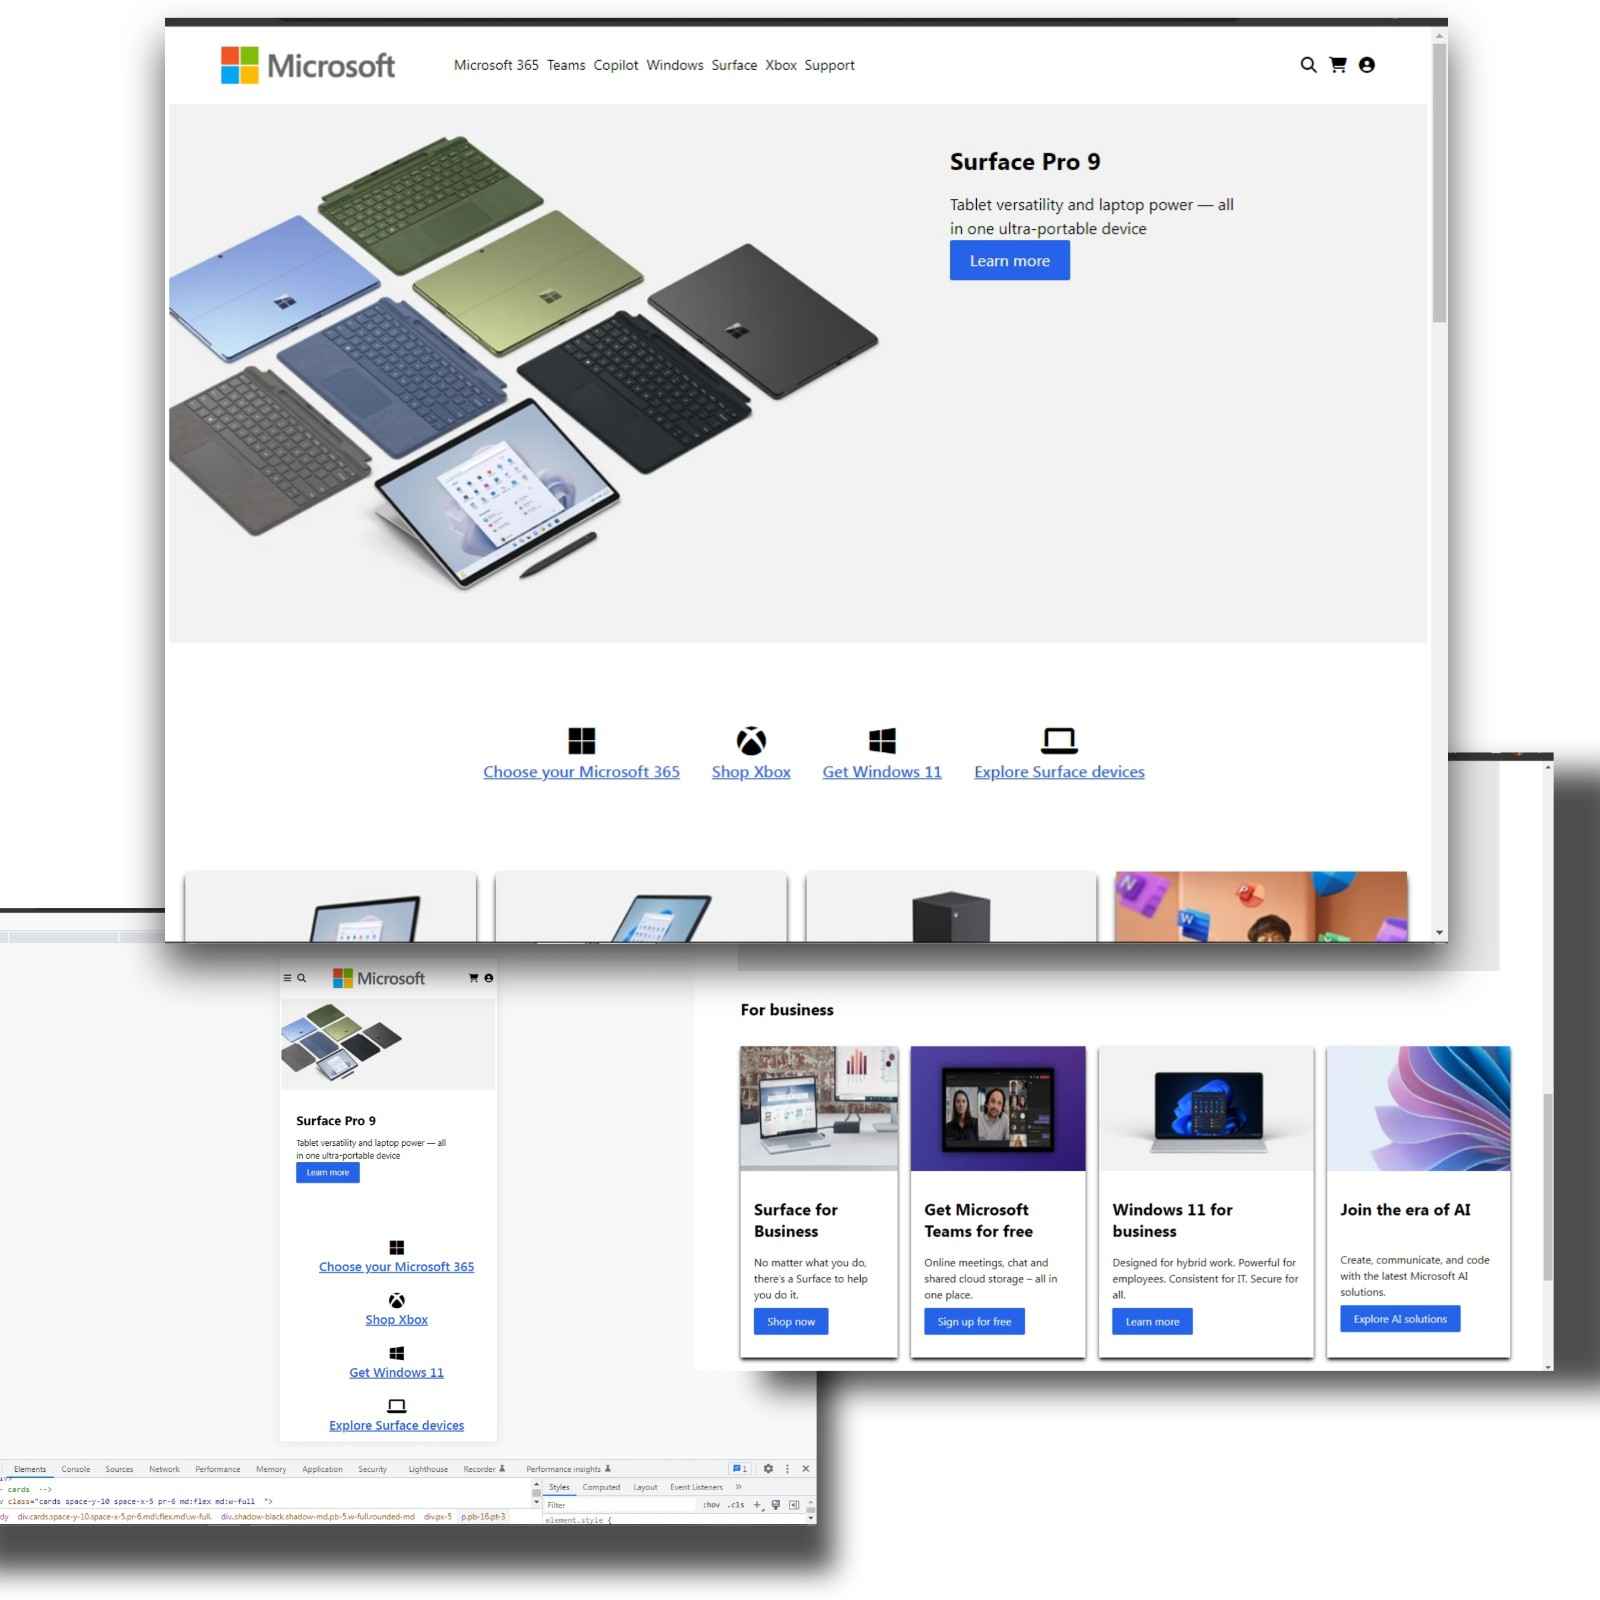 Microsoft
Microsoft 365 Teams Copilot Windows Surface Xbox Support
Surface Pro 9
Tablet versatility and laptop power — all
in one ultra-portable device
Learn more
Choose your Microsoft 365
Shop Xbox
Get Windows 11
Explore Surface devices
N
W
P
For business
Surface for
Business
No matter what you do,
there's a Surface to help
you do it.
Shop now
Get Microsoft
Teams for free
Online meetings, chat and
shared cloud storage – all in
one place.
Sign up for free
Windows 11 for
business
Designed for hybrid work. Powerful for
employees. Consistent for IT. Secure for
all.
Learn more
Join the era of AI
Create, communicate, and code
with the latest Microsoft AI
solutions.
Explore AI solutions
Microsoft
Surface Pro 9
Tablet versatility and laptop power — all
in one ultra-portable device
Learn more
Choose your Microsoft 365
Shop Xbox
Get Windows 11
Explore Surface devices
Elements Console Sources Network Performance Memory Application Security Lighthouse Recorder Performance insights 1
cards -->
class="cards space-y-10 space-x-5 pr-6 md:flex md:w-full ">
dy div.cards.space-y-10.space-x-5.pr-6.md\:flex.md\:w-full. div.shadow-black.shadow-md.pb-5.w-full.rounded-md div.px-5 p.pb-16.pt-3
Styles Computed Layout Event Listeners »
Filter :hov .cls +
element.style {